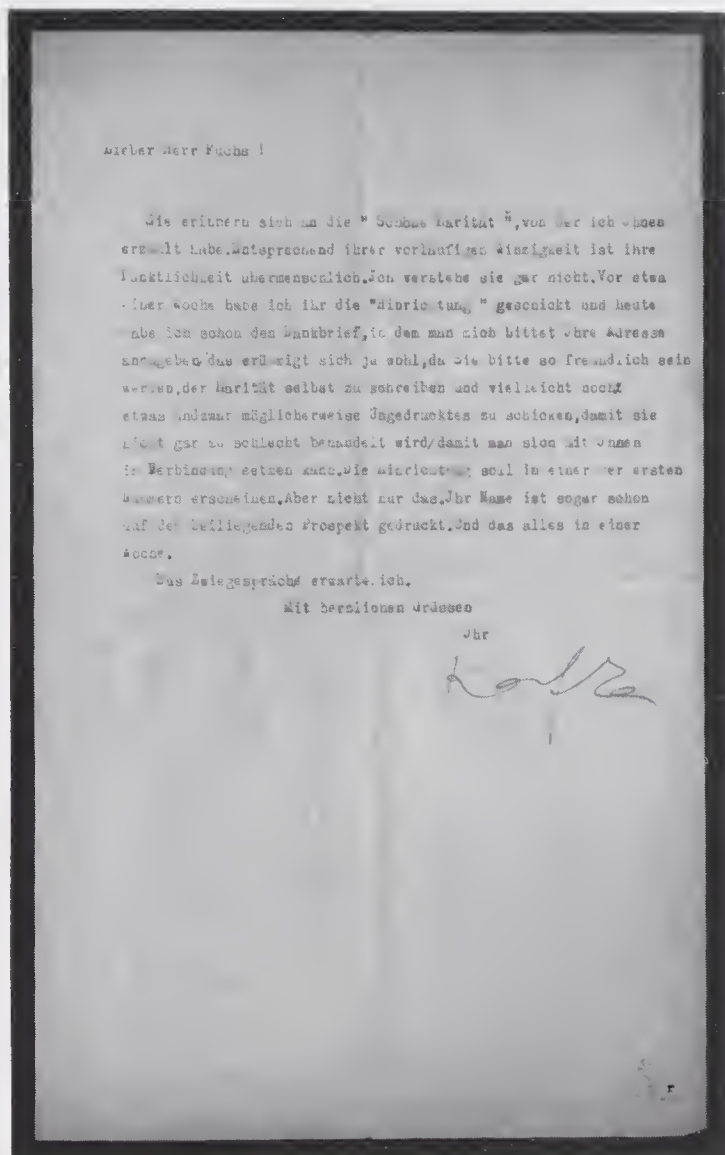 Lieber Herr Fuchs !
Sie erinnern sich an die " Schöne Rarität ",von der ich Ihnen
erzählt habe.Entsprechend ihrer vorläufigen Winzigkeit ist ihre
Pünktlichkeit übermenschlich.Ich verstehe sie gar nicht.Vor etwa
einer Woche habe ich ihr die "Hinrichtung " geschickt und heute
habe ich schon den Dankbrief,in dem man mich bittet Ihre Adresse
anzugeben/das erübrigt sich ja wohl,da Sie bitte so freundlich sein
werden,der Rarität selbst zu schreiben und vielleicht noch
etwas undzwar möglicherweise Ungedrucktes zu schicken,damit sie
nicht gar zu schlecht behandelt wird/damit man sich mit Ihnen
in Verbindung setzen kann.Die Hinrichtung soll in einer der ersten
Nummern erscheinen.Aber nicht nur das.Ihr Name ist sogar schon
auf den beiliegenden Prospekt gedruckt.Und das alles in einer
Woche.
Das Zwiegespräch erwarte ich.
Mit herzlichen Grüssen
Ihr
Kafka